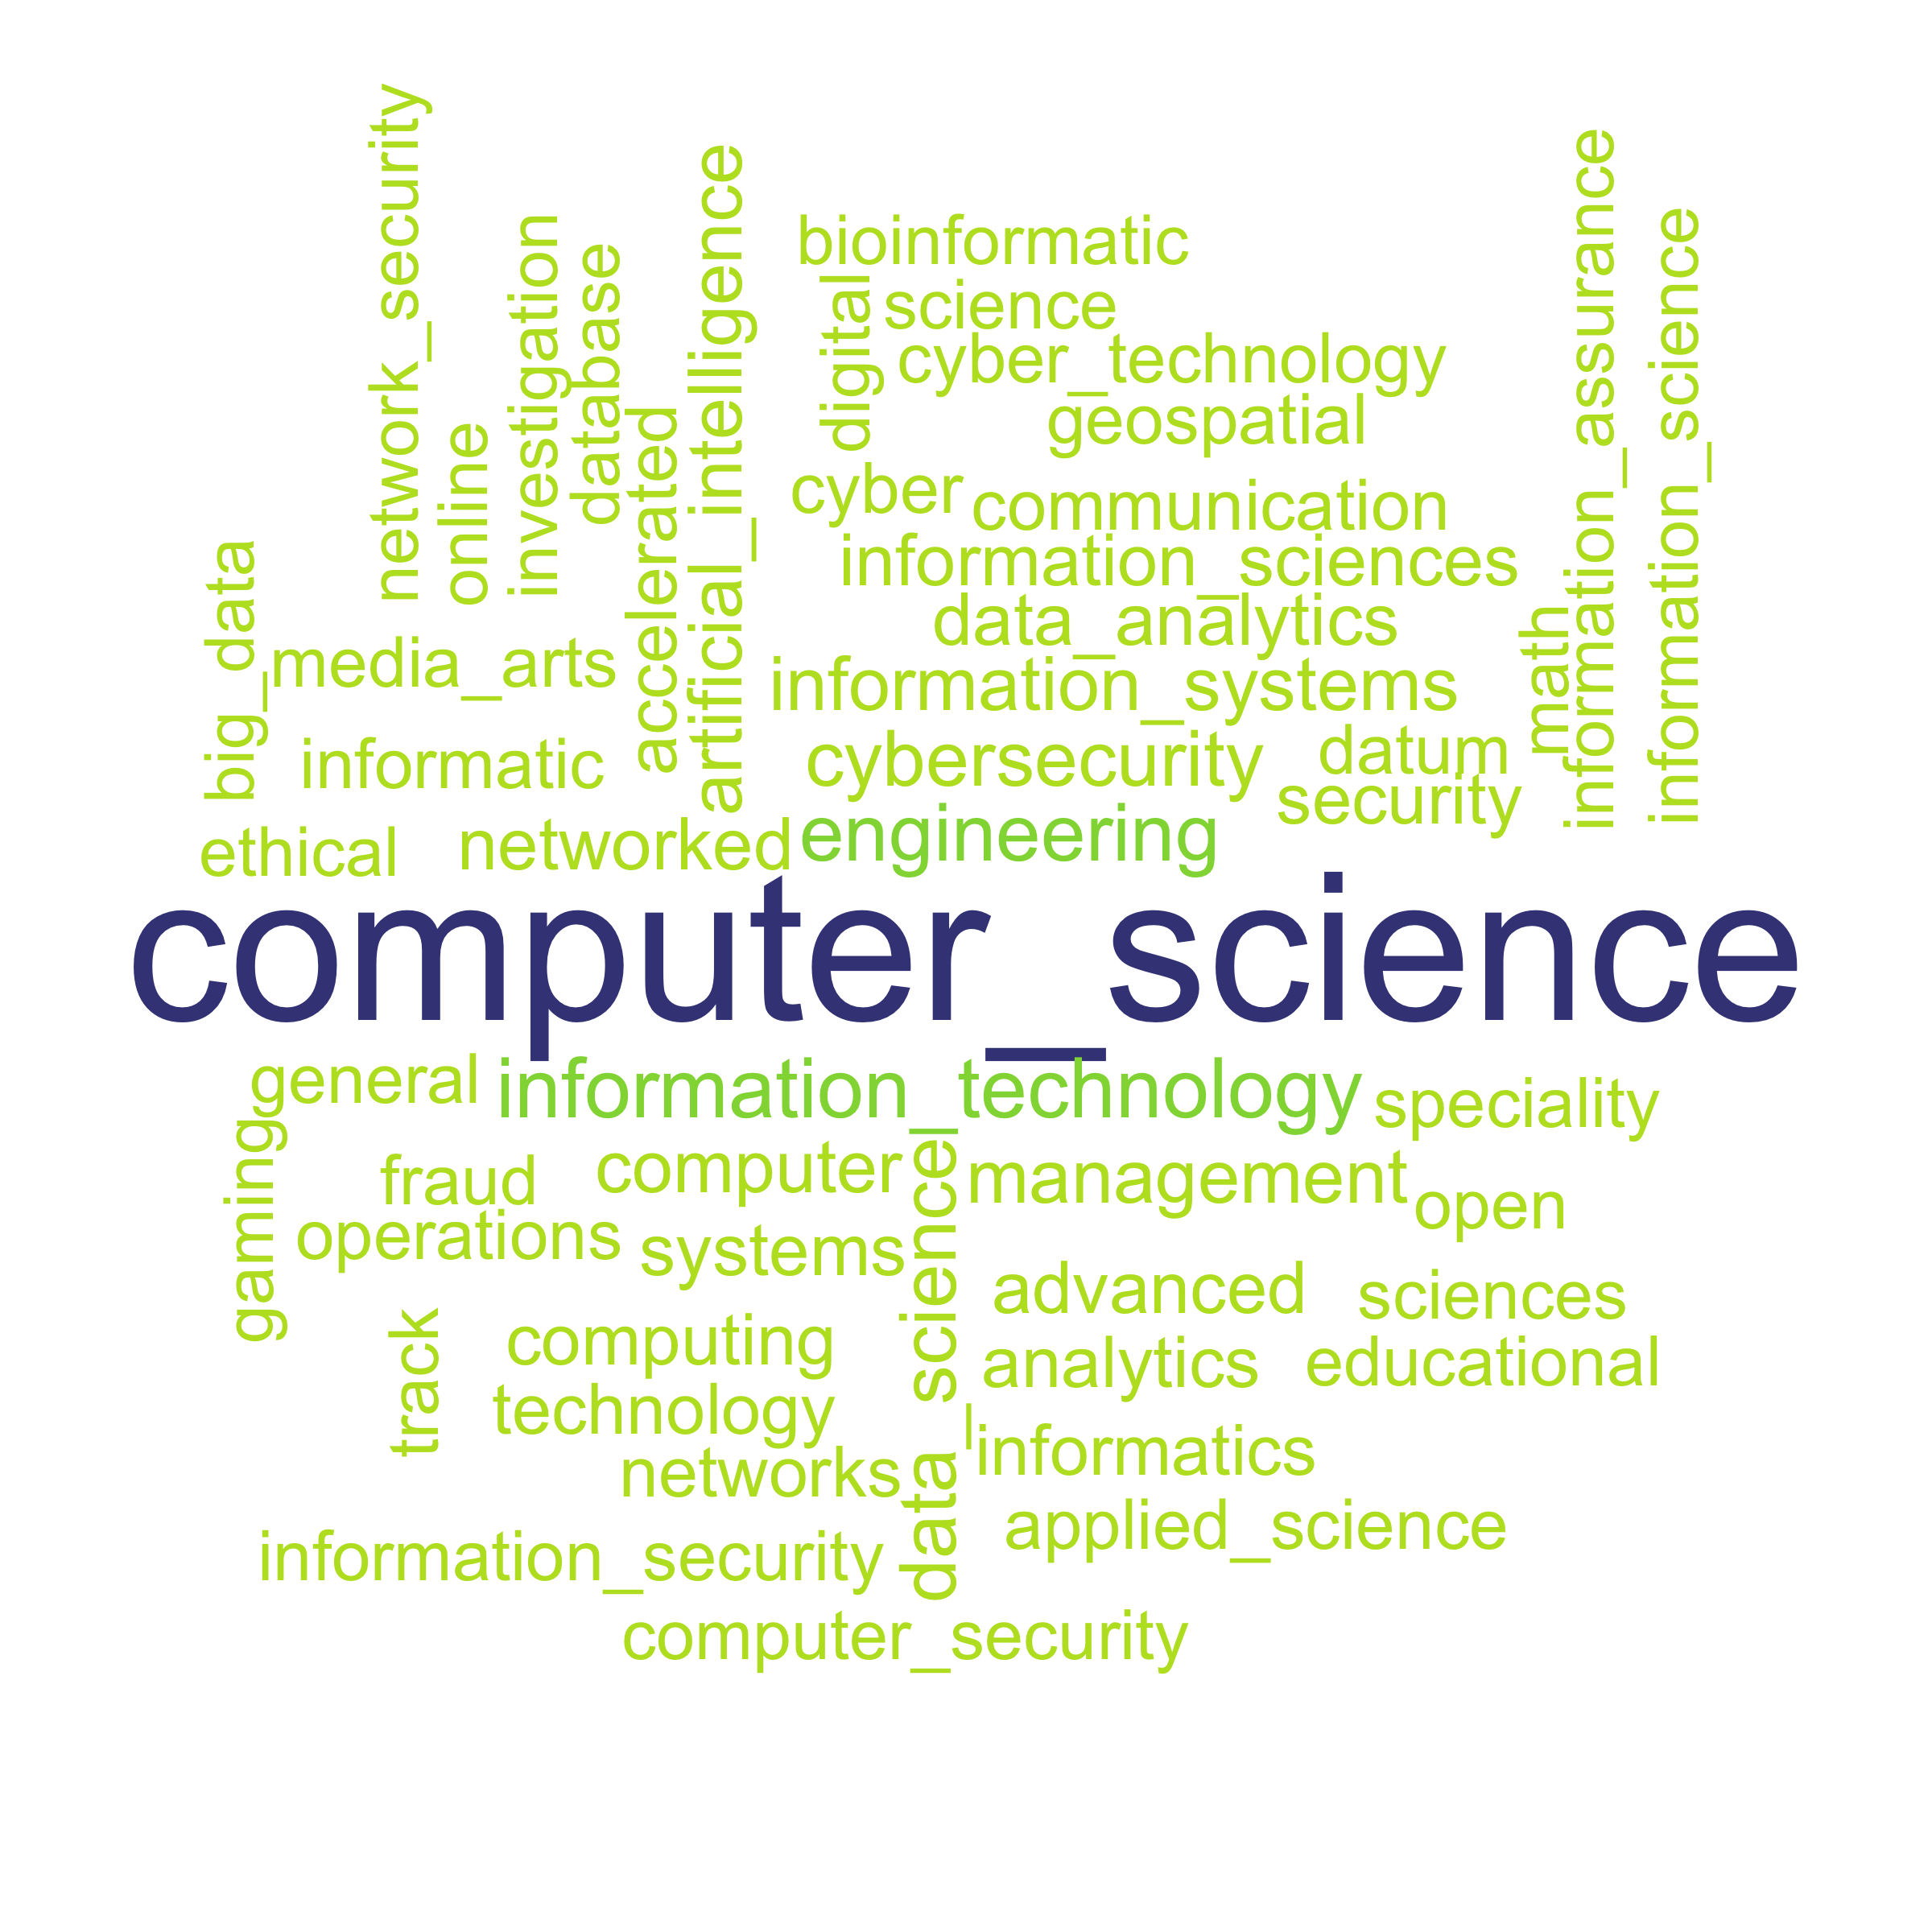 network_security
online
investigation
database
accelerated
artificial_intelligence
bioinformatic
digital
science
cyber_technology
geospatial
cyber
communication
information_sciences
data_analytics
information_systems
information_assurance
information_science
math
big_data
media_arts
informatic
cybersecurity
datum
security
ethical
networked
engineering
computer_science
general
information_technology
speciality
gaming
fraud
computer
management
open
operations
systems
data_science
advanced
sciences
track
computing
analytics
educational
technology
networks
informatics
information_security
applied_science
computer_security